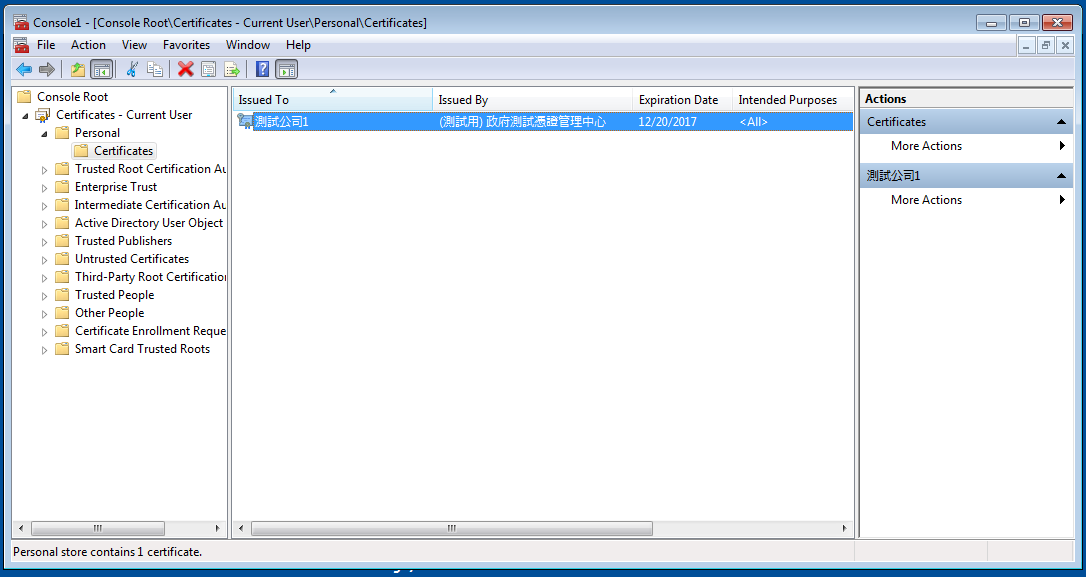 Console1 - [Console Root\Certificates - Current User\Personal\Certificates]
File Action View Favorites Window Help
Console Root
Certificates - Current User
Personal
Certificates
Trusted Root Certification Au
Enterprise Trust
Intermediate Certification Au
Active Directory User Object
Trusted Publishers
Untrusted Certificates
Third-Party Root Certification
Trusted People
Other People
Certificate Enrollment Reque
Smart Card Trusted Roots
Issued To Issued By Expiration Date Intended Purposes
測試公司1 (測試用) 政府測試憑證管理中心 12/20/2017 <All>
Actions
Certificates
More Actions
測試公司1
More Actions
Personal store contains 1 certificate.